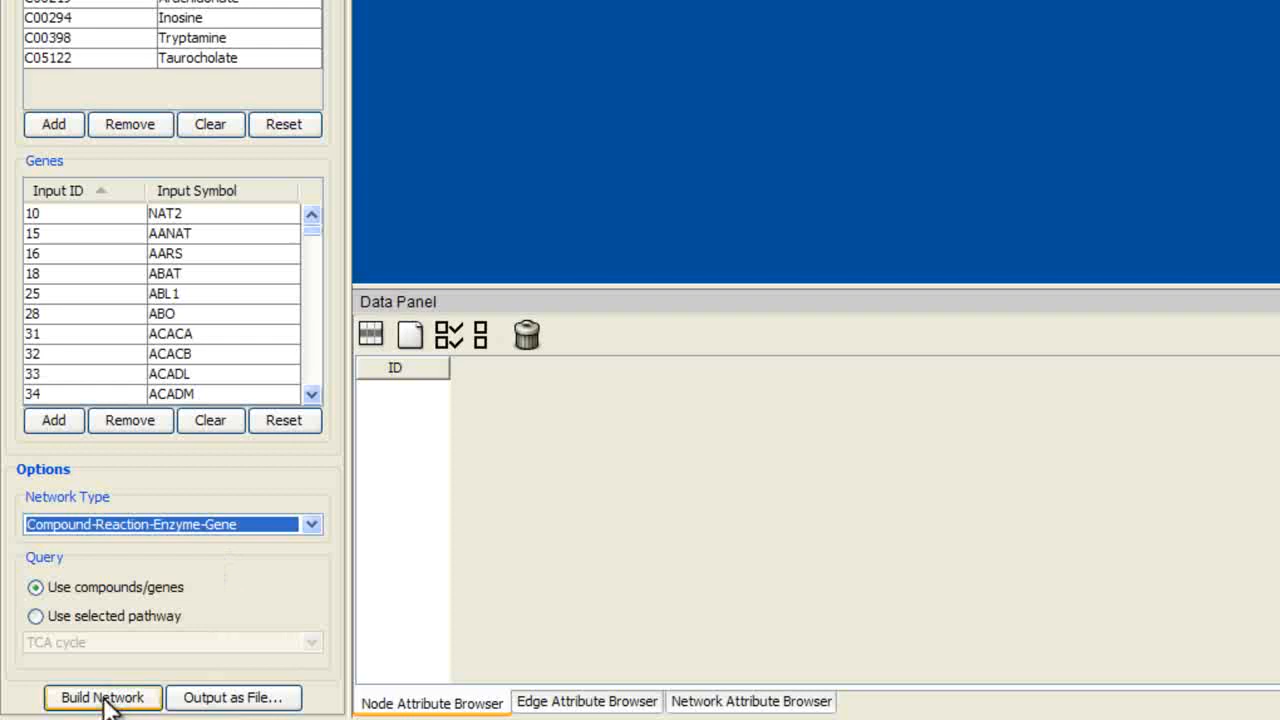 C00294 Inosine
C00398 Tryptamine
C05122 Taurocholate
Add Remove Clear Reset
Genes
Input ID Input Symbol
10 NAT2
15 AANAT
16 AARS
18 ABAT
25 ABL1
28 ABO
31 ACACA
32 ACACB
33 ACADL
34 ACADM
Add Remove Clear Reset
Options
Network Type
Compound-Reaction-Enzyme-Gene
Query
Use compounds/genes
Use selected pathway
TCA cycle
Build Network Output as File...
Data Panel
ID
Node Attribute Browser Edge Attribute Browser Network Attribute Browser